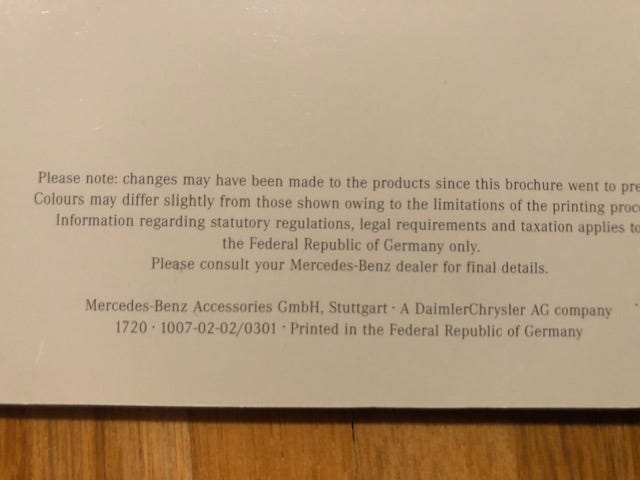 Please note: changes may have been made to the products since this brochure went to pre
Colours may differ slightly from those shown owing to the limitations of the printing proc
Information regarding statutory regulations, legal requirements and taxation applies to
the Federal Republic of Germany only.
Please consult your Mercedes-Benz dealer for final details.
Mercedes-Benz Accessories GmbH, Stuttgart · A DaimlerChrysler AG company
1720 · 1007-02-02/0301 · Printed in the Federal Republic of Germany